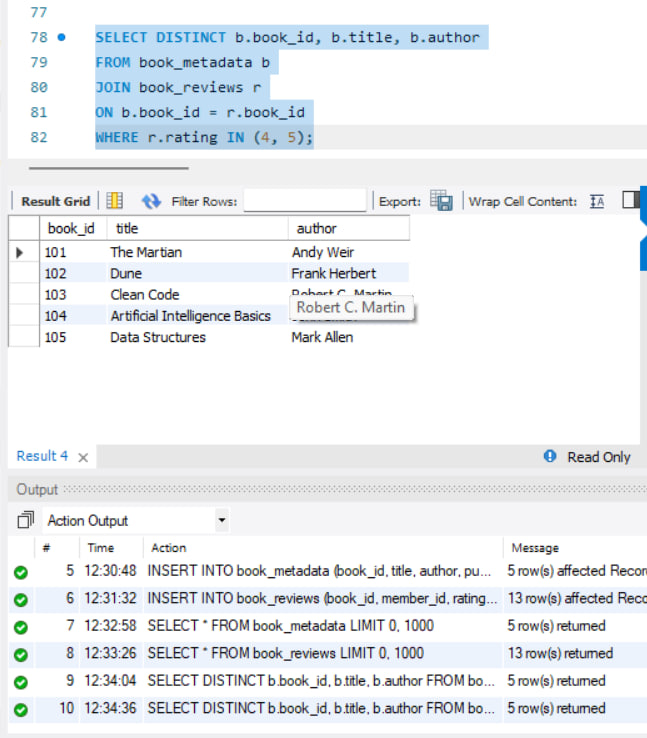 77
78 SELECT DISTINCT b.book_id, b.title, b.author
79 FROM book_metadata b
80 JOIN book_reviews r
81 ON b.book_id = r.book_id
82 WHERE r.rating IN (4, 5);
Result Grid Filter Rows: Export: Wrap Cell Content:
book_id title author
101 The Martian Andy Weir
102 Dune Frank Herbert
103 Clean Code Robert C. Martin
Robert C. Martin
104 Artificial Intelligence Basics
105 Data Structures Mark Allen
Result 4 Read Only
Output
Action Output
# Time Action Message
5 12:30:48 INSERT INTO book_metadata (book_id, title, author, pu... 5 row(s) affected Recor
6 12:31:32 INSERT INTO book_reviews (book_id, member_id, rating... 13 row(s) affected Reco
7 12:32:58 SELECT * FROM book_metadata LIMIT 0, 1000 5 row(s) returned
8 12:33:26 SELECT * FROM book_reviews LIMIT 0, 1000 13 row(s) returned
9 12:34:04 SELECT DISTINCT b.book_id, b.title, b.author FROM bo... 5 row(s) returned
10 12:34:36 SELECT DISTINCT b.book_id, b.title, b.author FROM bo... 5 row(s) returned